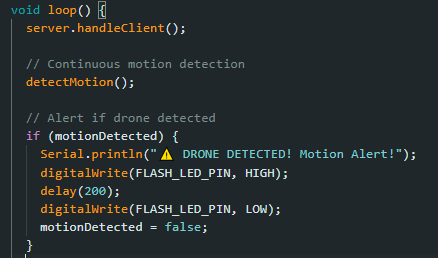 void loop() {
  server.handleClient();
  // Continuous motion detection
  detectMotion();
  // Alert if drone detected
  if (motionDetected) {
    Serial.println("⚠️ DRONE DETECTED! Motion Alert!");
    digitalWrite(FLASH_LED_PIN, HIGH);
    delay(200);
    digitalWrite(FLASH_LED_PIN, LOW);
    motionDetected = false;
  }